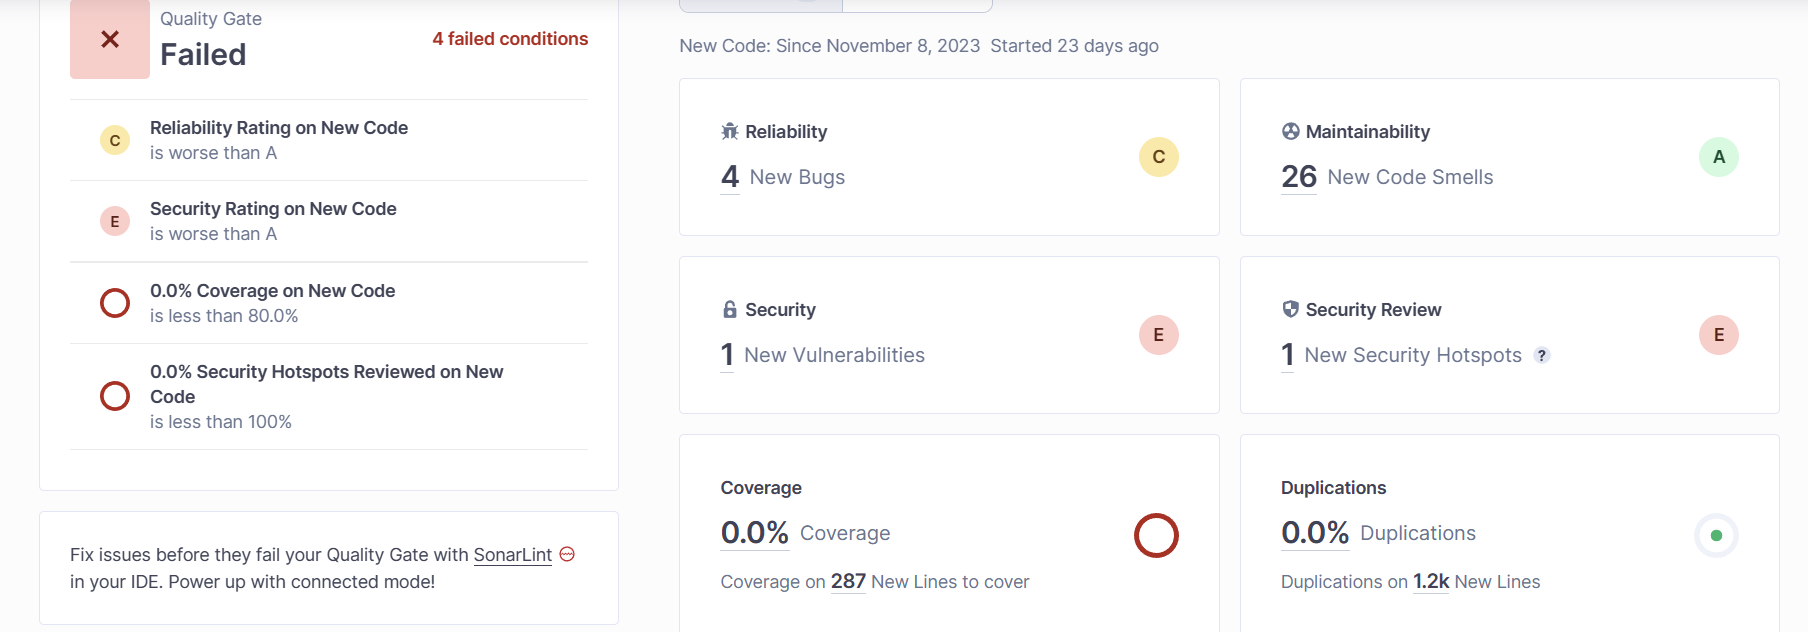 Quality Gate
Failed
4 failed conditions
C
Reliability Rating on New Code
is worse than A
E
Security Rating on New Code
is worse than A
0.0% Coverage on New Code
is less than 80.0%
0.0% Security Hotspots Reviewed on New
Code
is less than 100%
Fix issues before they fail your Quality Gate with SonarLint
in your IDE. Power up with connected mode!
New Code: Since November 8, 2023 Started 23 days ago
Reliability
4 New Bugs
C
Maintainability
26 New Code Smells
A
Security
1 New Vulnerabilities
E
Security Review
1 New Security Hotspots ?
E
Coverage
0.0% Coverage
Coverage on 287 New Lines to cover
Duplications
0.0% Duplications
Duplications on 1.2k New Lines